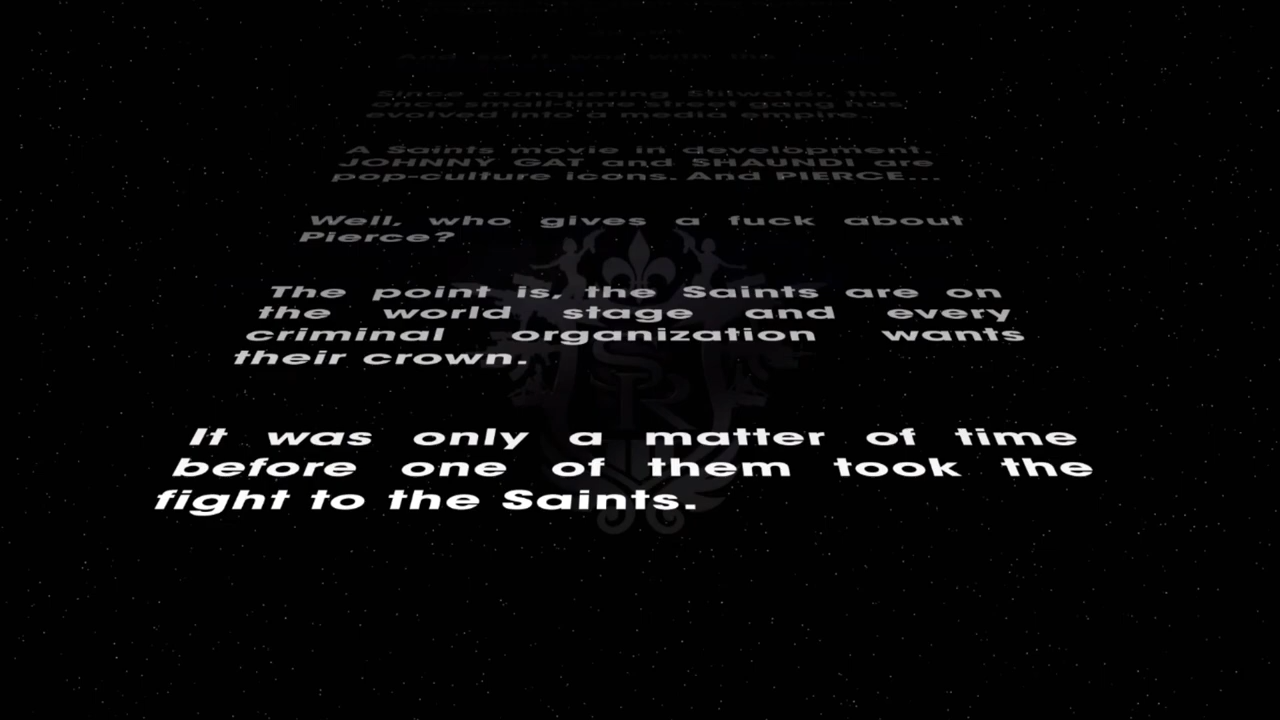 And so it was with the
Since conquering Stilwater, the
once small-time street gang has
evolved into a media empire.
A Saints movie in development.
JOHNNY GAT and SHAUNDI are
pop-culture icons. And PIERCE...
Well, who gives a fuck about
Pierce?
The point is, the Saints are on
the world stage and every
criminal organization wants
their crown.
It was only a matter of time
before one of them took the
fight to the Saints.
SR